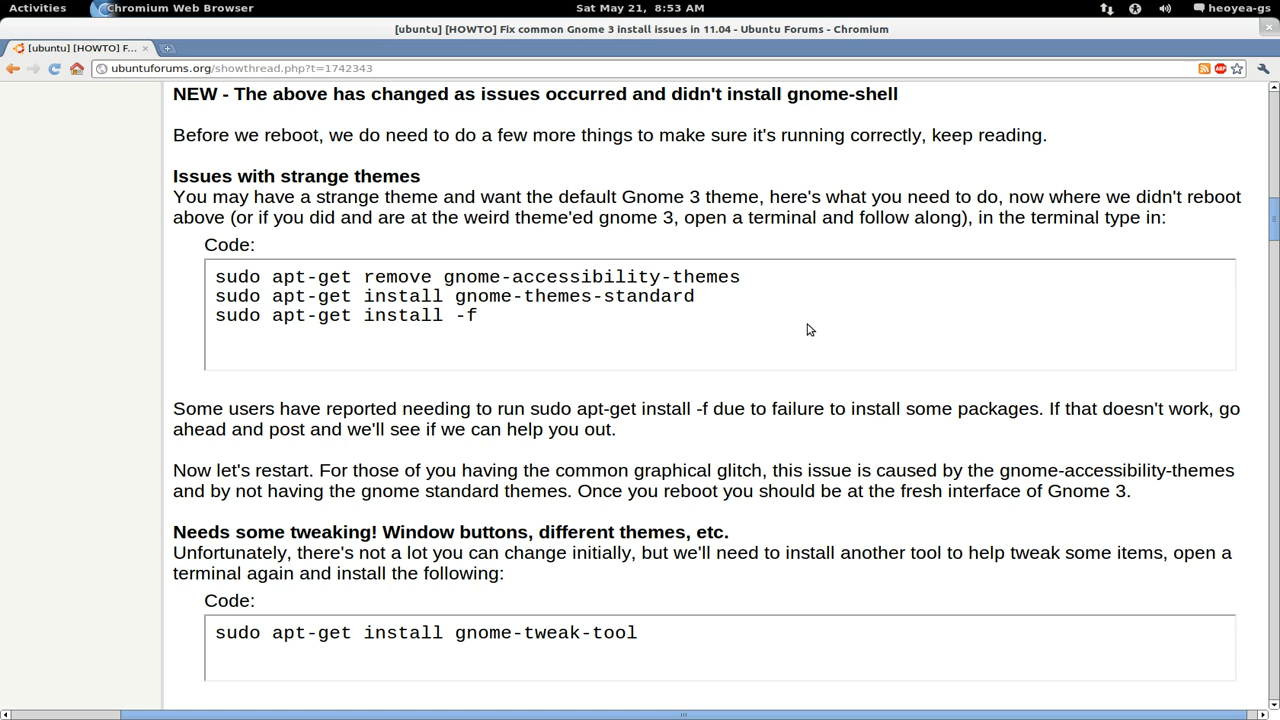 Activities Chromium Web Browser Sat May 21, 8:53 AM heoyea-gs
[ubuntu] [HOWTO] Fix common Gnome 3 install issues in 11.04 - Ubuntu Forums - Chromium
[ubuntu] [HOWTO] F...
ubuntuforums.org/showthread.php?t=1742343 ABP
NEW - The above has changed as issues occurred and didn't install gnome-shell
Before we reboot, we do need to do a few more things to make sure it's running correctly, keep reading.
Issues with strange themes
You may have a strange theme and want the default Gnome 3 theme, here's what you need to do, now where we didn't reboot
above (or if you did and are at the weird theme'ed gnome 3, open a terminal and follow along), in the terminal type in:
Code:
sudo apt-get remove gnome-accessibility-themes
sudo apt-get install gnome-themes-standard
sudo apt-get install -f
Some users have reported needing to run sudo apt-get install -f due to failure to install some packages. If that doesn't work, go
ahead and post and we'll see if we can help you out.
Now let's restart. For those of you having the common graphical glitch, this issue is caused by the gnome-accessibility-themes
and by not having the gnome standard themes. Once you reboot you should be at the fresh interface of Gnome 3.
Needs some tweaking! Window buttons, different themes, etc.
Unfortunately, there's not a lot you can change initially, but we'll need to install another tool to help tweak some items, open a
terminal again and install the following:
Code:
sudo apt-get install gnome-tweak-tool